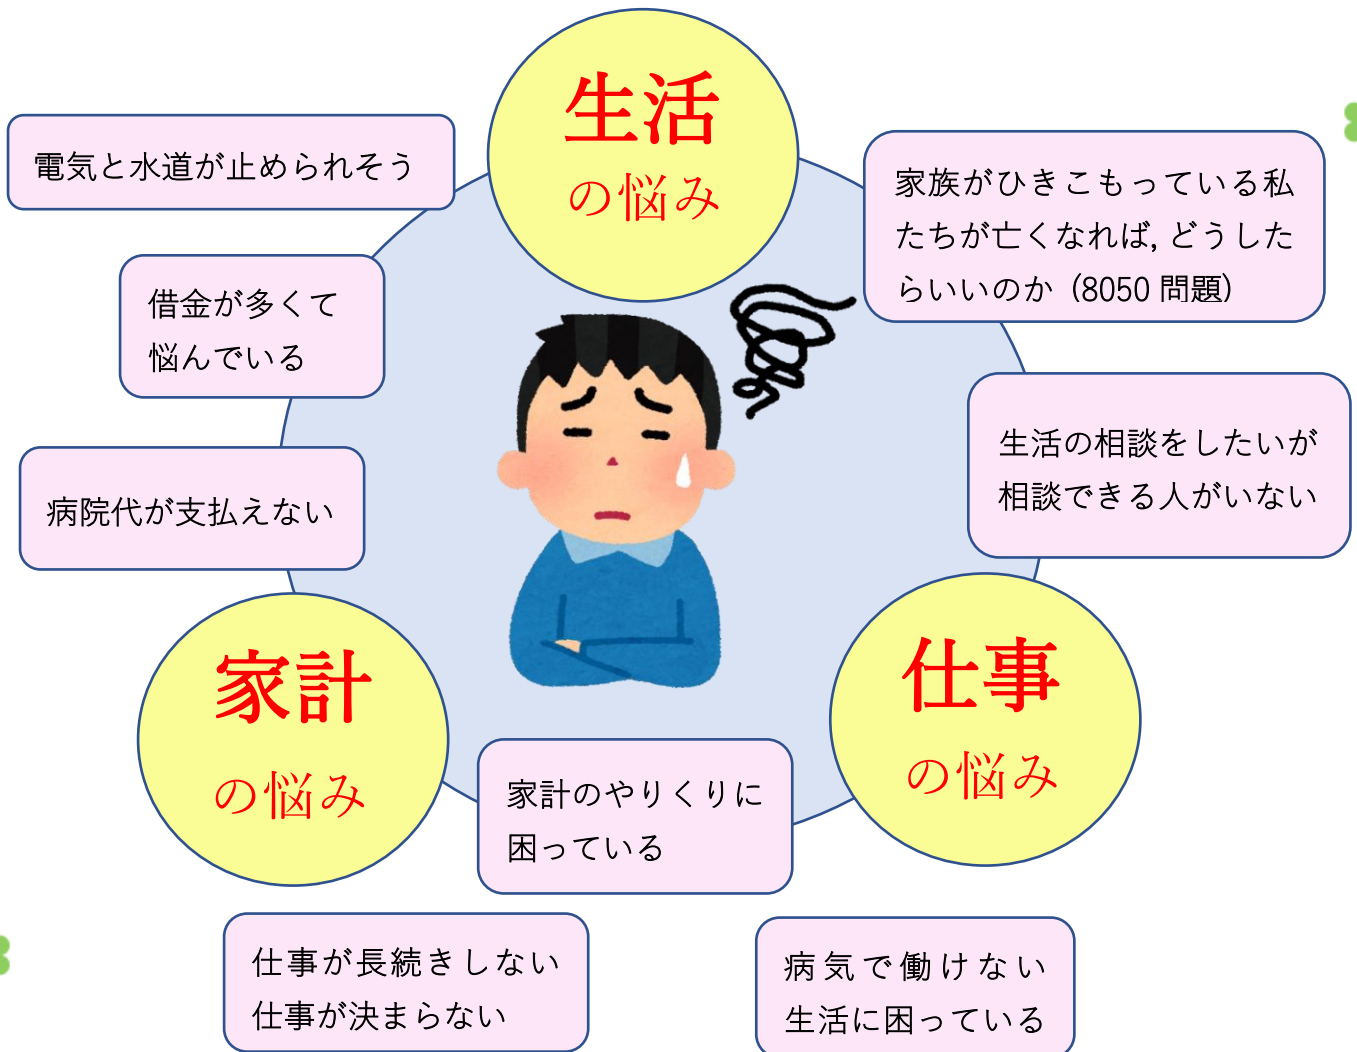 生活
の悩み
電気と水道が止められそう
家族がひきこもっている私
たちが亡くなれば, どうした
らいいのか (8050 問題)
借金が多くて
悩んでいる
生活の相談をしたいが
相談できる人がいない
病院代が支払えない
家計
の悩み
仕事
の悩み
家計のやりくりに
困っている
仕事が長続きしない
仕事が決まらない
病気で働けない
生活に困っている